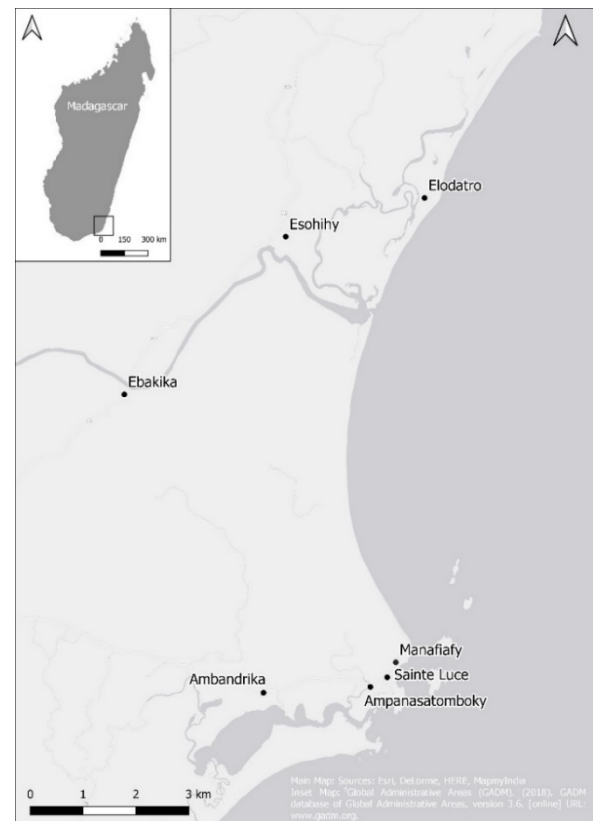 Madagascar
0 150 300 km
Elodatro
Esohihy
Ebakika
Manafiafy
Sainte Luce
Ambandrika
Ampanasatomboky
0 1 2 3 km
Main Map: Sources: Esri, DeLorme, HERE, MapmyIndia
Inset Map: "Global Administrative Areas (GADM). (2018). GADM
database of Global Administrative Areas, version 3.6. [online] URL:
www.gadm.org.